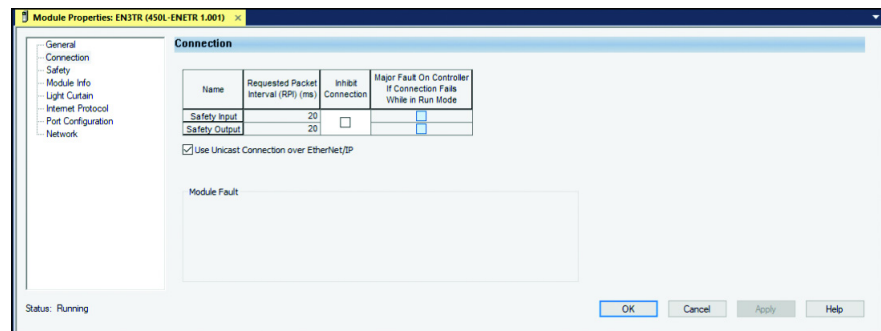 Module Properties: EN3TR (450L-ENETR 1.001) ×
General
Connection
Safety
Module Info
Light Curtain
Internet Protocol
Port Configuration
Network
Connection
Name
Requested Packet
Interval (RPI) (ms)
Inhibit
Connection
Major Fault On Controller
If Connection Fails
While in Run Mode
Safety Input 20
Safety Output 20
Use Unicast Connection over EtherNet/IP
Module Fault
Status: Running
OK Cancel Apply Help